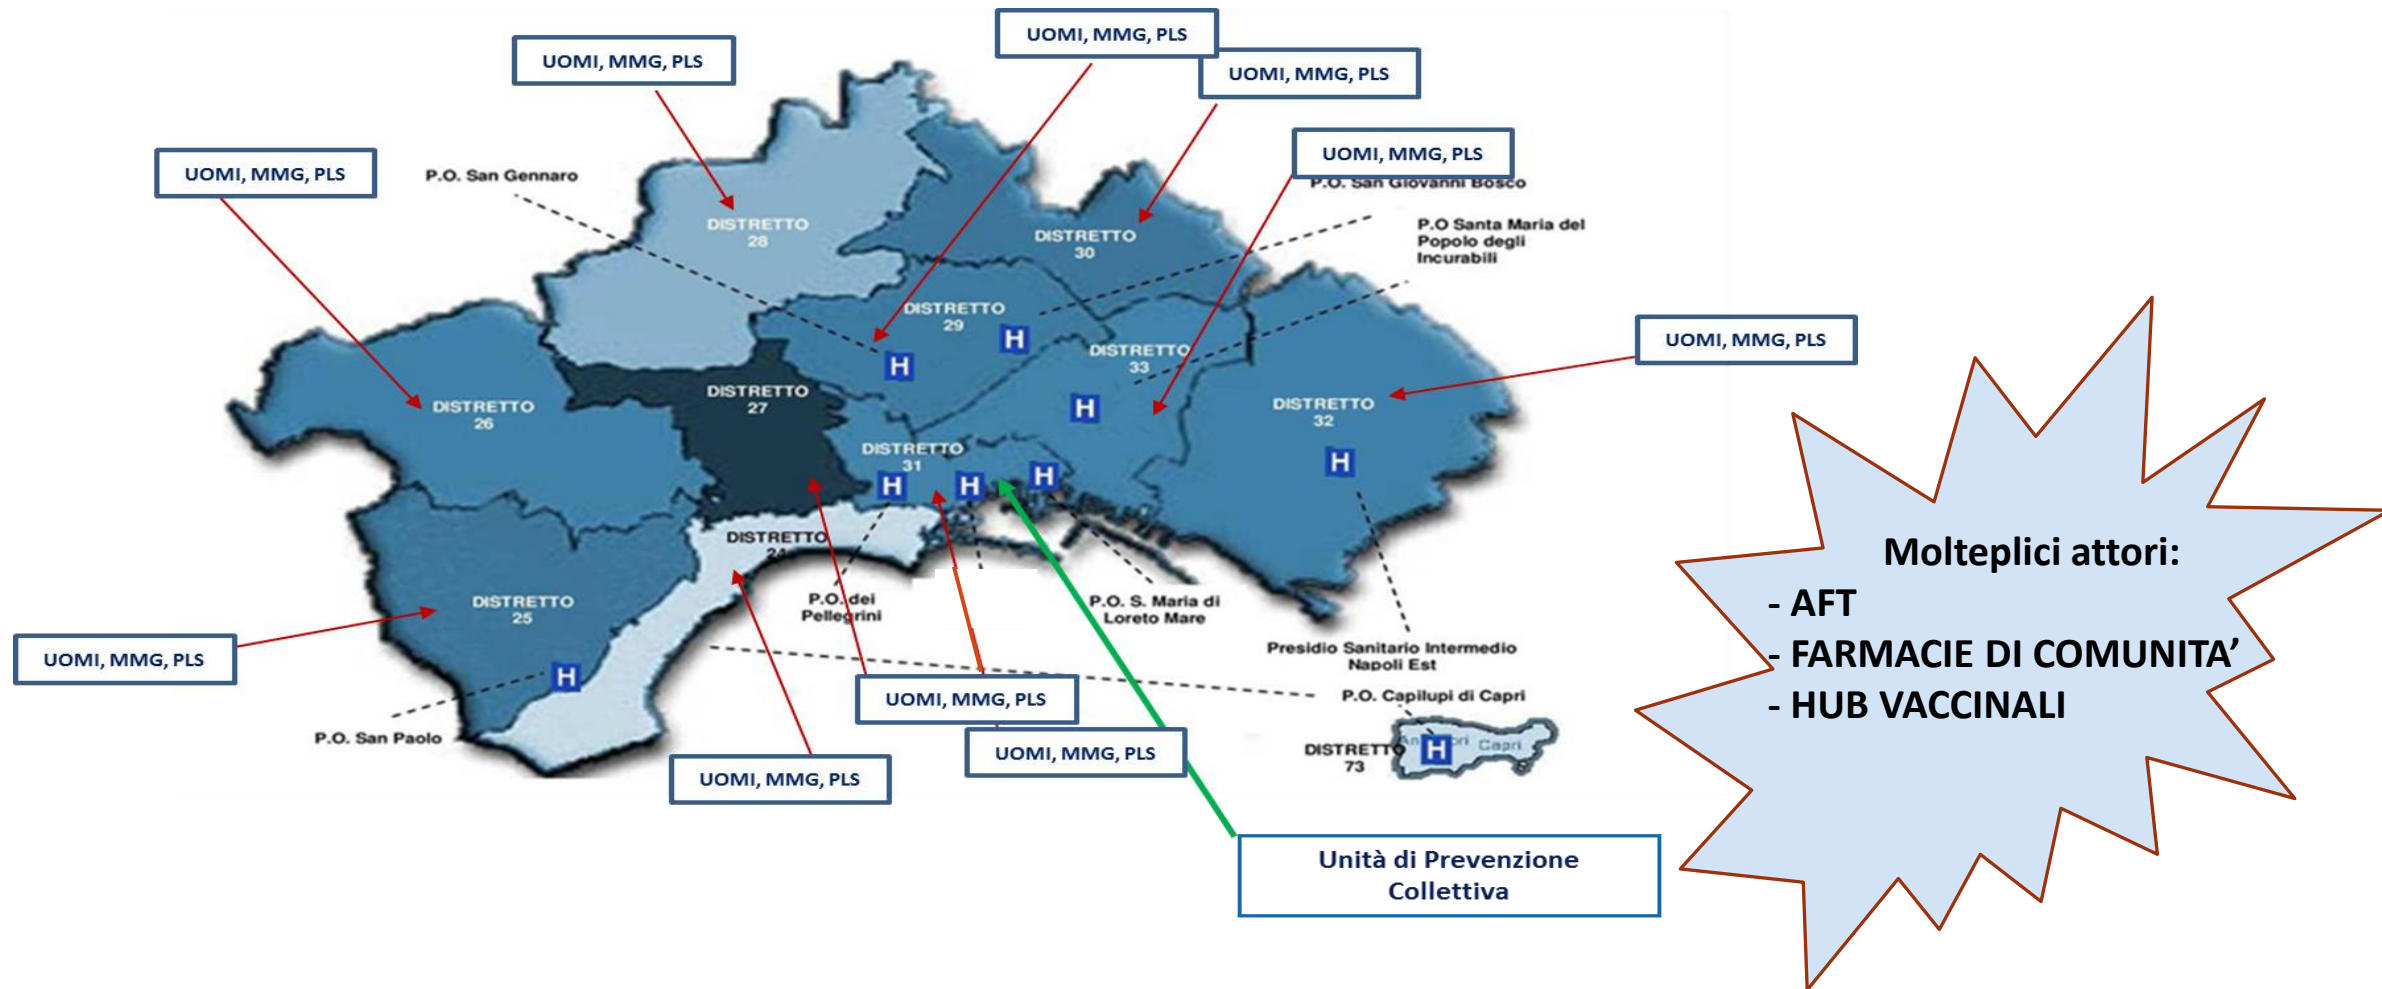 UOMI, MMG, PLS
UOMI, MMG, PLS
UOMI, MMG, PLS
UOMI, MMG, PLS
UOMI, MMG, PLS
P.O. San Gennaro
P.O. San Giovanni Bosco
P.O Santa Maria del
Popolo degli
Incurabili
DISTRETTO
28
DISTRETTO
30
DISTRETTO
29
H
H
DISTRETTO
33
H
UOMI, MMG, PLS
DISTRETTO
27
DISTRETTO
26
DISTRETTO
32
H
DISTRETTO
31
H
H
H
DISTRETTO
24
DISTRETTO
25
H
P.O. dei
Pellegrini
P.O. S. Maria di
Loreto Mare
Presidio Sanitario Intermedio
Napoli Est
UOMI, MMG, PLS
P.O. San Paolo
UOMI, MMG, PLS
UOMI, MMG, PLS
UOMI, MMG, PLS
P.O. Capilupi di Capri
DISTRETTO
73
H
Capri
Unità di Prevenzione
Collettiva
Molteplici attori:
- AFT
- FARMACIE DI COMUNITA’
- HUB VACCINALI